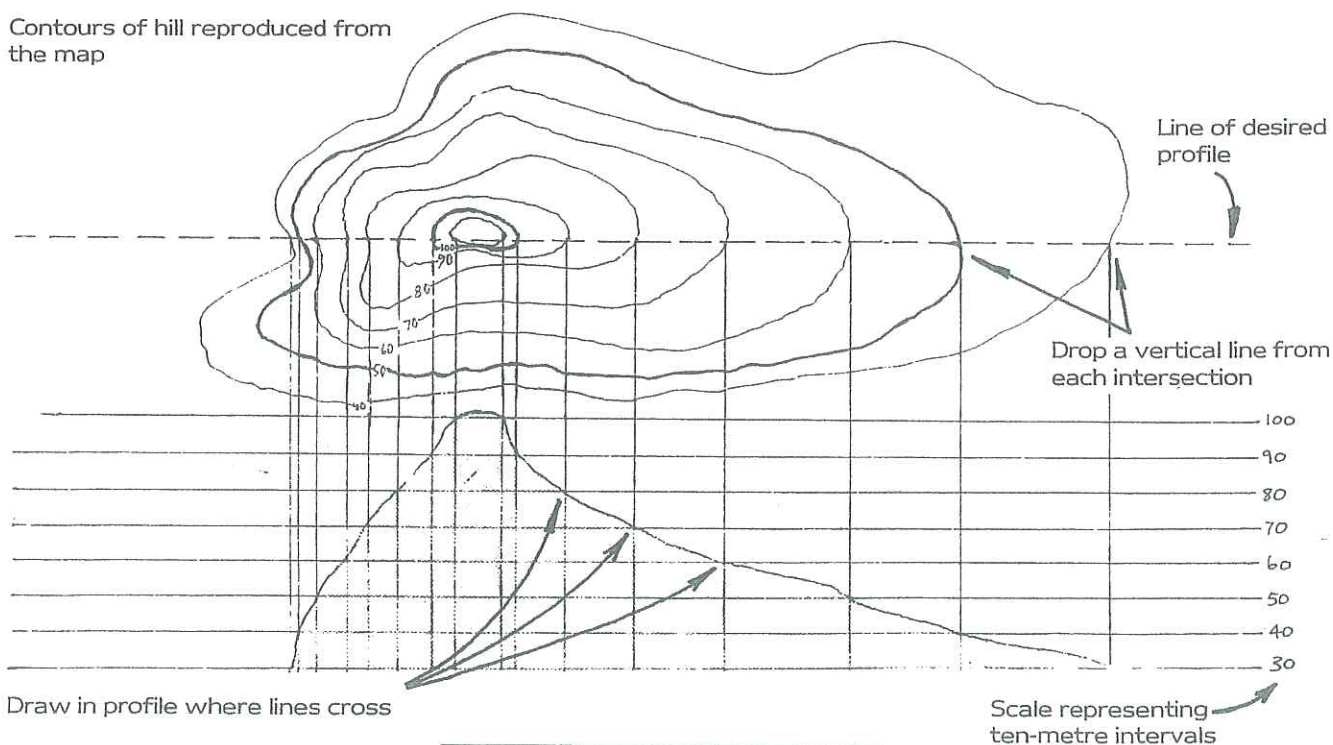 Contours of hill reproduced from
the map
Line of desired
profile
100
90
80
70
60
50
40
Drop a vertical line from
each intersection
100
90
80
70
60
50
40
30
Draw in profile where lines cross
Scale representing
ten-metre intervals